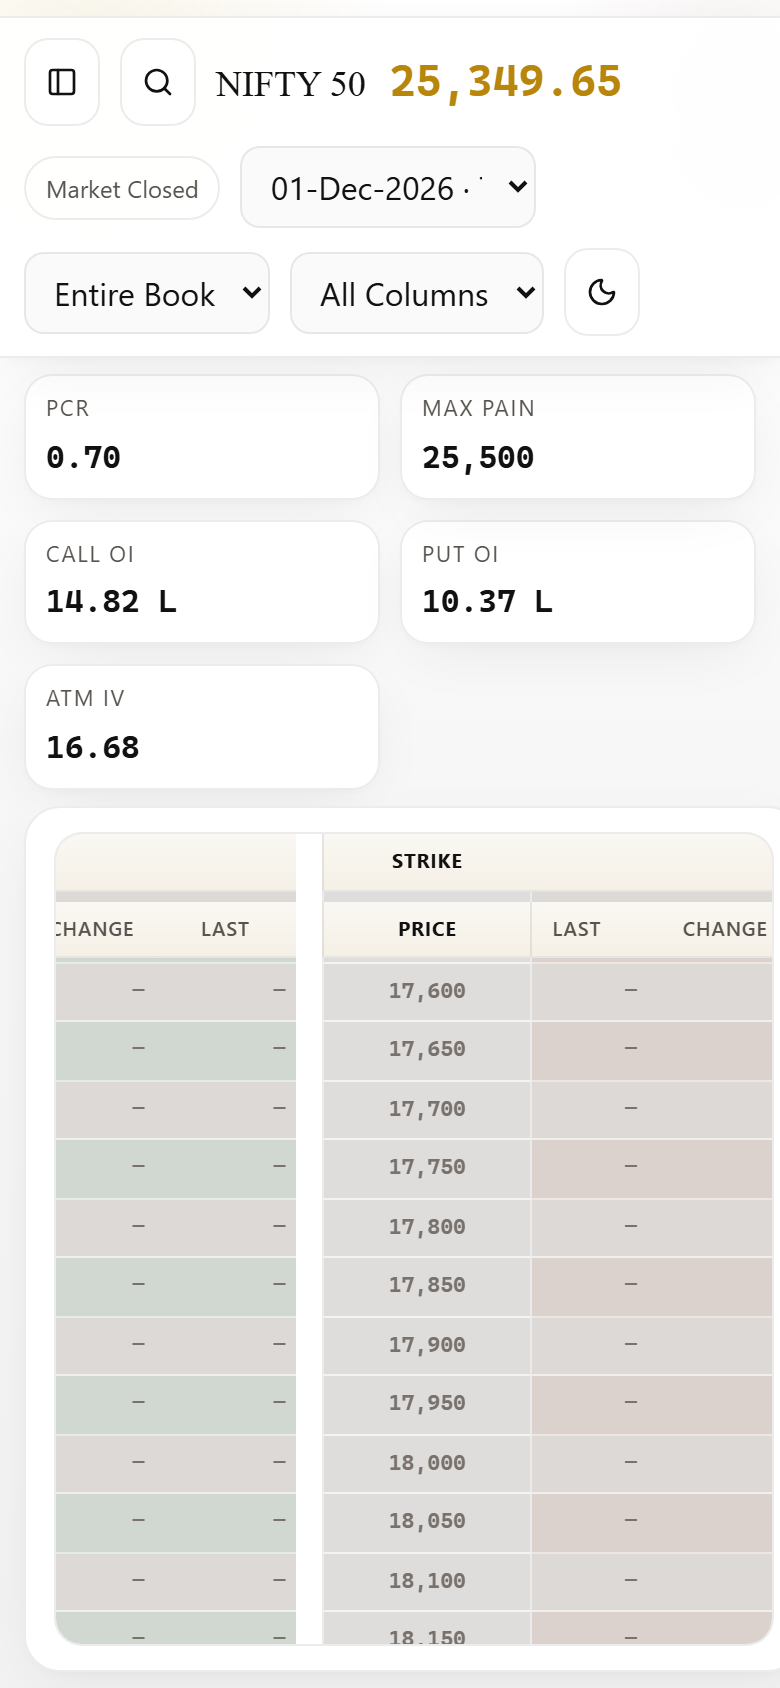 NIFTY 50 25,349.65
Market Closed 01-Dec-2026 ·
Entire Book All Columns
PCR MAX PAIN
0.70 25,500
CALL OI PUT OI
14.82 L 10.37 L
ATM IV
16.68
STRIKE
CHANGE LAST PRICE LAST CHANGE
– – 17,600 –
– – 17,650 –
– – 17,700 –
– – 17,750 –
– – 17,800 –
– – 17,850 –
– – 17,900 –
– – 17,950 –
– – 18,000 –
– – 18,050 –
– – 18,100 –
– – 18,150 –